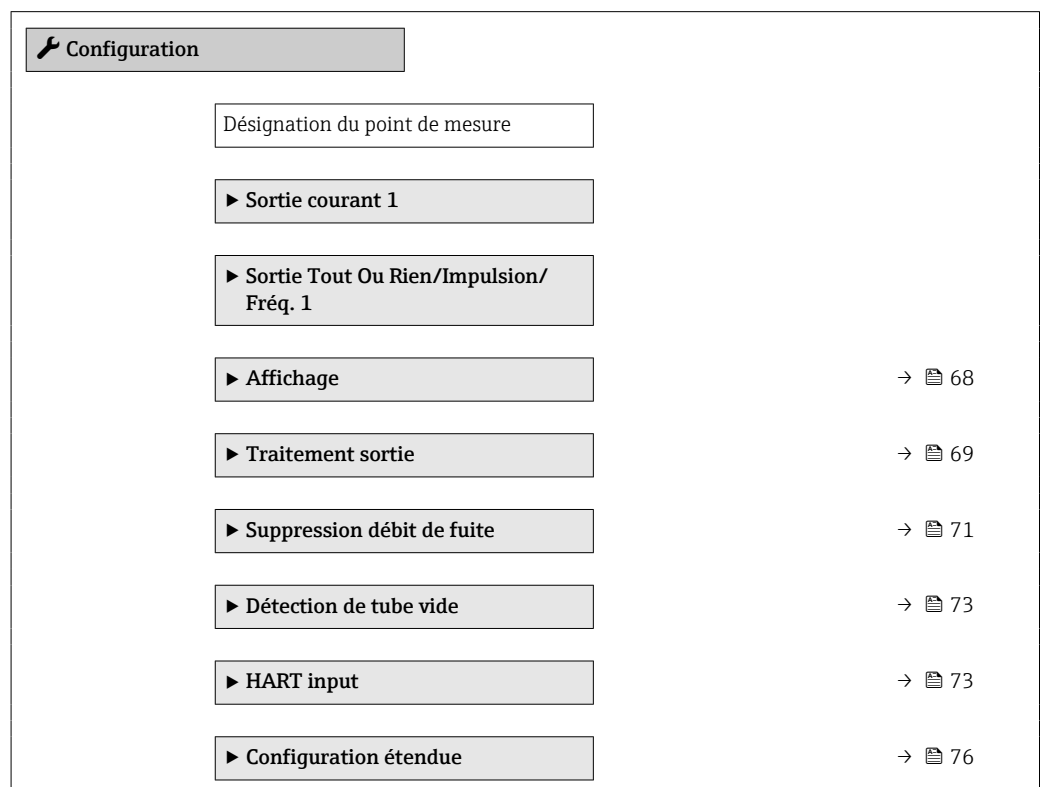 Configuration
Désignation du point de mesure
▶ Sortie courant 1
▶ Sortie Tout Ou Rien/Impulsion/
Fréq. 1
▶ Affichage → 68
▶ Traitement sortie → 69
▶ Suppression débit de fuite → 71
▶ Détection de tube vide → 73
▶ HART input → 73
▶ Configuration étendue → 76